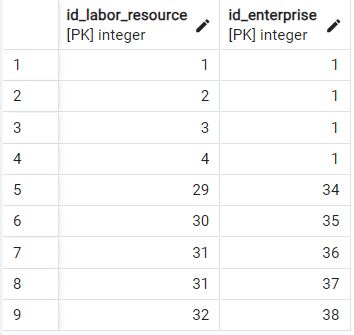 id_labor_resource id_enterprise
[PK] integer [PK] integer
1 1 1
2 2 1
3 3 1
4 4 1
5 29 34
6 30 35
7 31 36
8 31 37
9 32 38